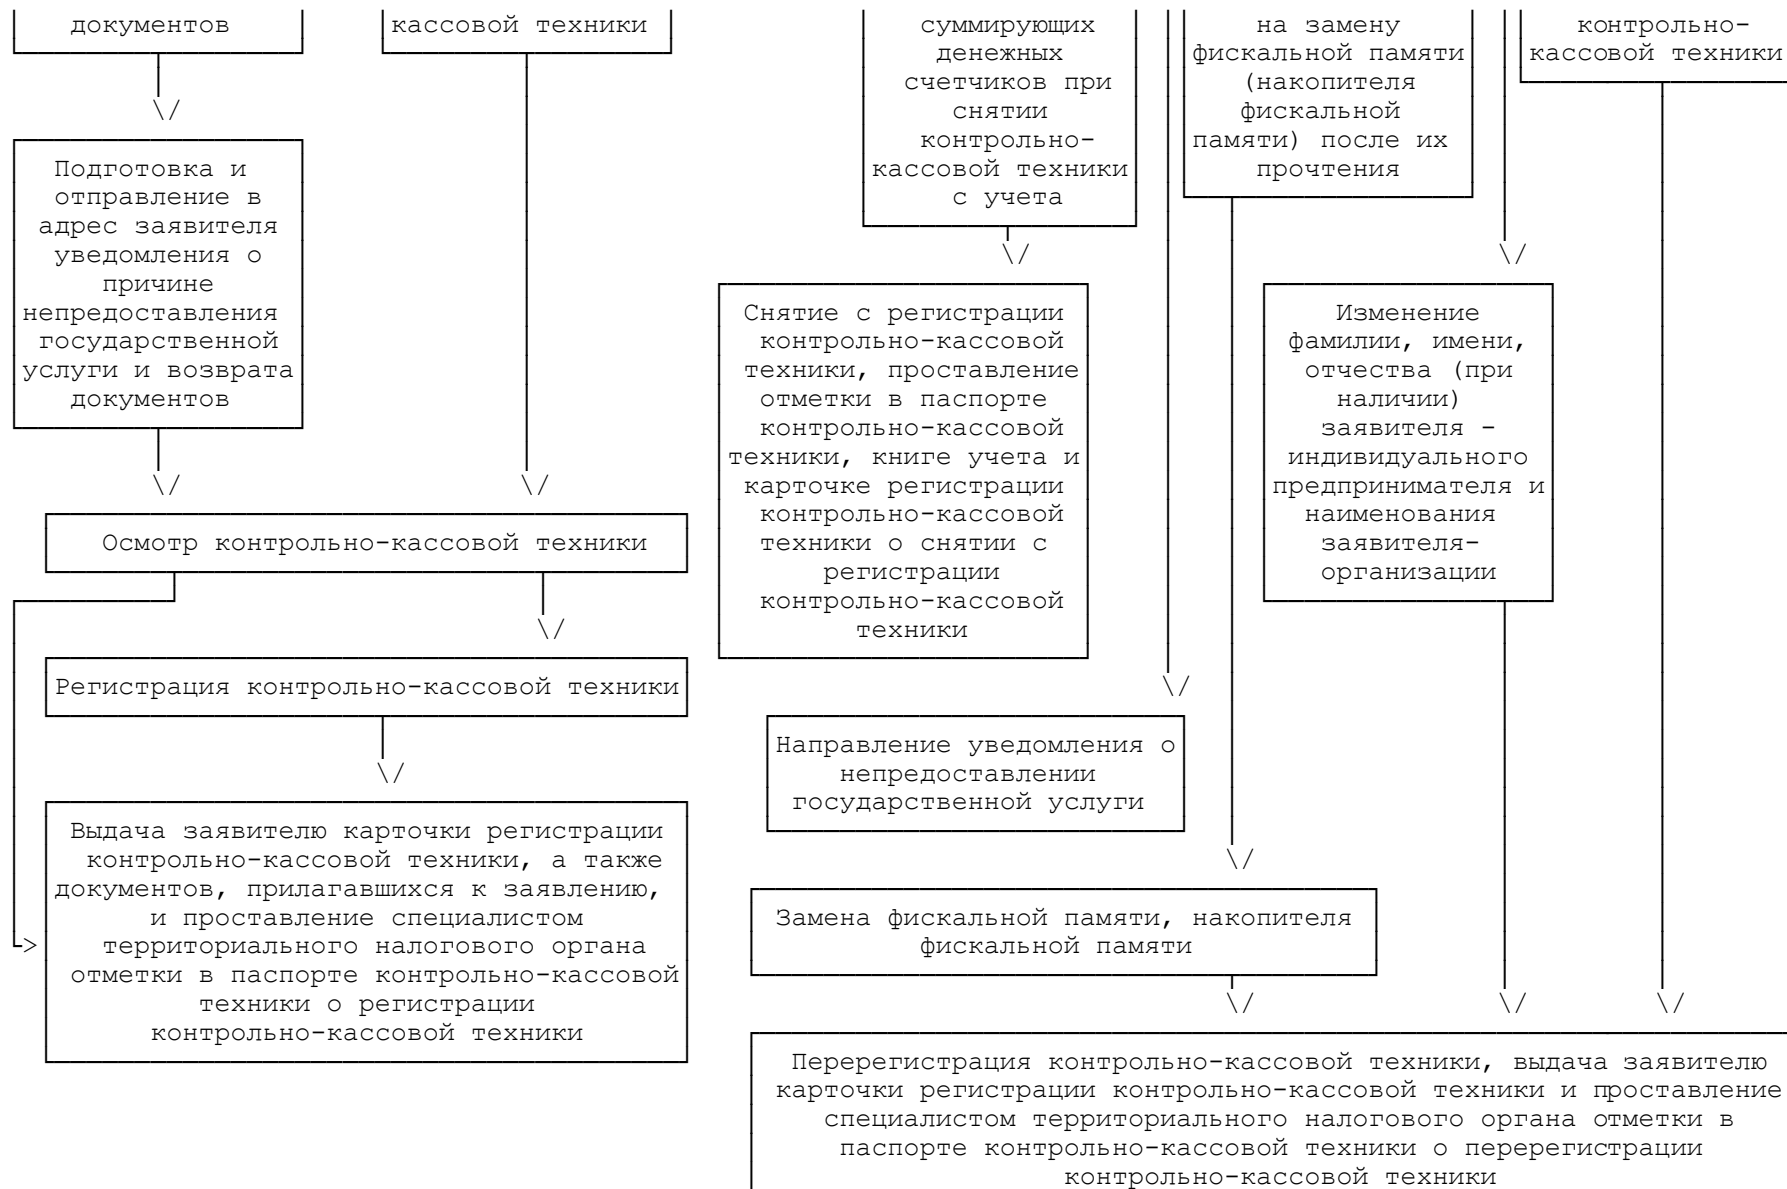 документов
кассовой техники
суммирующих
денежных
счетчиков при
снятии
контрольно-
кассовой техники
с учета
на замену
фискальной памяти
(накопителя
фискальной
памяти) после их
прочтения
контрольно-
кассовой техники
Подготовка и
отправление в
адрес заявителя
уведомления о
причине
непредоставления
государственной
услуги и возврата
документов
Снятие с регистрации
контрольно-кассовой
техники, проставление
отметки в паспорте
контрольно-кассовой
техники, книге учета и
карточке регистрации
контрольно-кассовой
техники о снятии с
регистрации
контрольно-кассовой
техники
Изменение
фамилии, имени,
отчества (при
наличии)
заявителя -
индивидуального
предпринимателя и
наименования
заявителя-
организации
Осмотр контрольно-кассовой техники
Регистрация контрольно-кассовой техники
Направление уведомления о
непредоставлении
государственной услуги
Выдача заявителю карточки регистрации
контрольно-кассовой техники, а также
документов, прилагавшихся к заявлению,
и проставление специалистом
территориального налогового органа
отметки в паспорте контрольно-кассовой
техники о регистрации
контрольно-кассовой техники
Замена фискальной памяти, накопителя
фискальной памяти
Перерегистрация контрольно-кассовой техники, выдача заявителю
карточки регистрации контрольно-кассовой техники и проставление
специалистом территориального налогового органа отметки в
паспорте контрольно-кассовой техники о перерегистрации
контрольно-кассовой техники